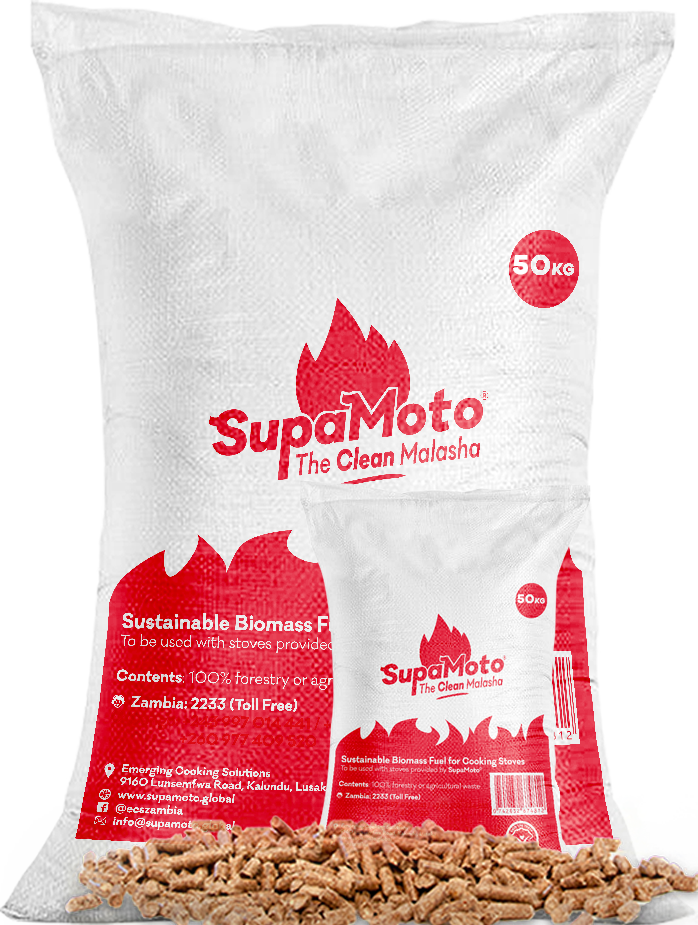 50KG
SupaMoto
The Clean Malasha
Sustainable Biomass F
To be used with stoves provided
Contents: 100% forestry or agr
Zambia: 2233 (Toll Free)
Emerging Cooking Solutions
9160 Lunsemfwa Road, Kalundu, Lusak
www.supamoto.global
@ecszambia
info@supamot
50KG
SupaMoto
The Clean Malasha
Sustainable Biomass Fuel for Cooking Stoves
To be used with stoves provided by SupaMoto
Contents: 100% forestry or agricultural waste
Zambia: 2233 (Toll Free)